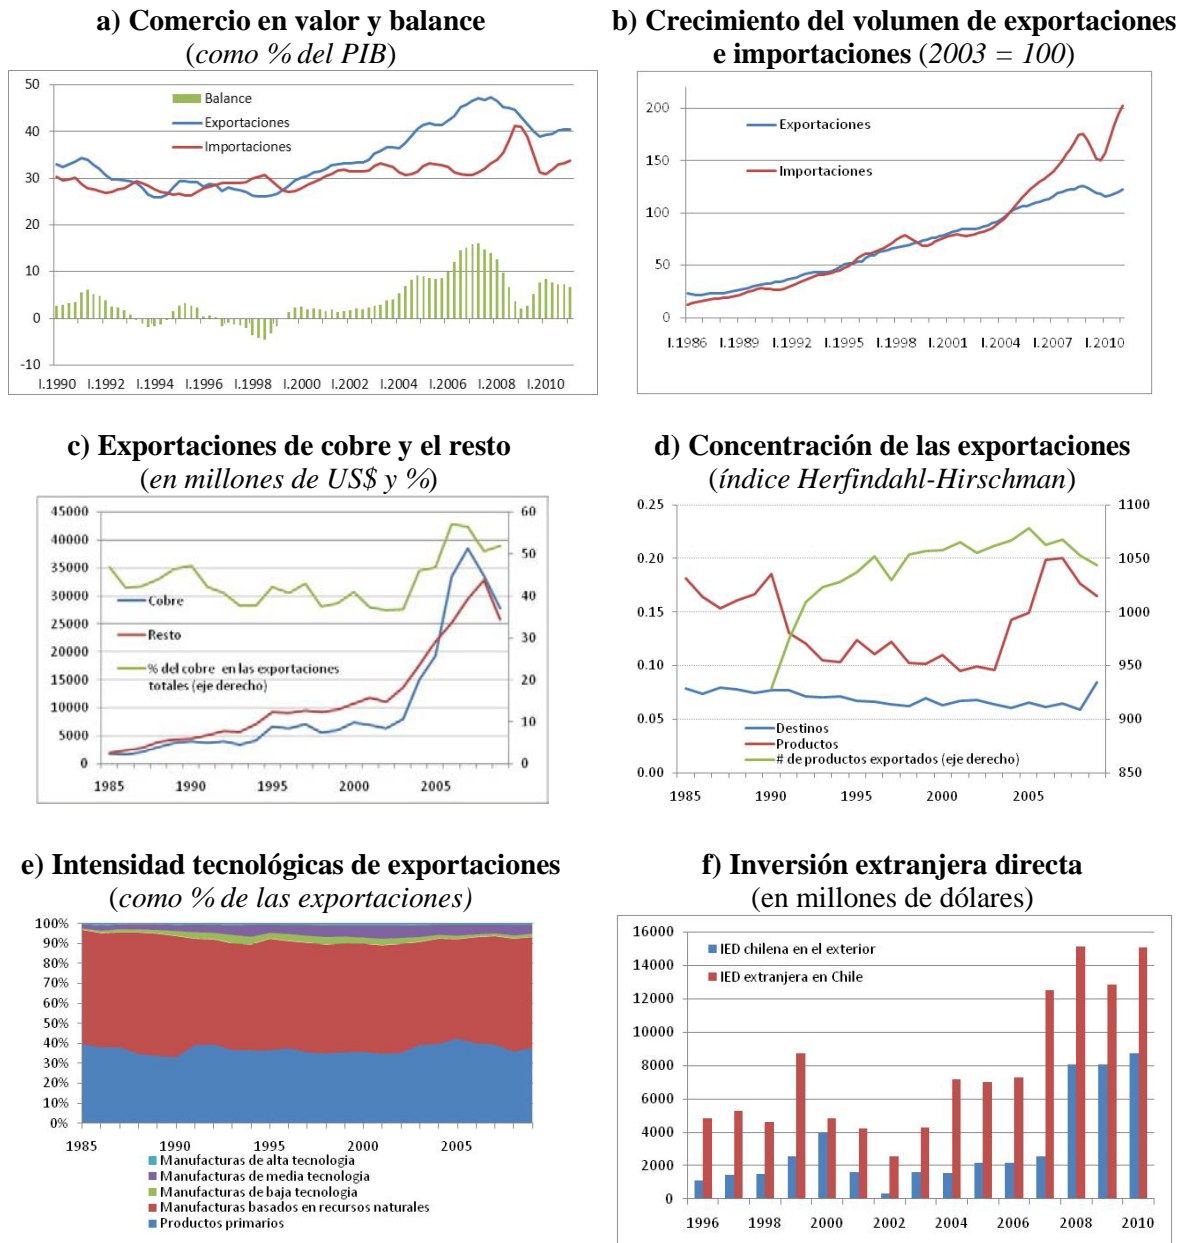 a) Comercio en valor y balance
(como % del PIB)
50
40
30
20
10
0
-10
Balance
Exportaciones
Importaciones
I.1990 I.1992 I.1994 I.1996 I.1998 I.2000 I.2002 I.2004 I.2006 I.2008 I.2010
b) Crecimiento del volumen de exportaciones
e importaciones (2003 = 100)
200
150
100
50
0
Exportaciones
Importaciones
I.1986 I.1989 I.1992 I.1995 I.1998 I.2001 I.2004 I.2007 I.2010
c) Exportaciones de cobre y el resto
(en millones de US$ y %)
45000
40000
35000
30000
25000
20000
15000
10000
5000
0
Cobre
Resto
% del cobre en las exportaciones
totales (eje derecho)
60
50
40
30
20
10
0
1985 1990 1995 2000 2005
d) Concentración de las exportaciones
(índice Herfindahl-Hirschman)
0.25
0.20
0.15
0.10
0.05
0.00
1100
1050
1000
950
900
850
Destinos
Productos
# de productos exportados (eje derecho)
1985 1990 1995 2000 2005
e) Intensidad tecnológicas de exportaciones
(como % de las exportaciones)
100%
90%
80%
70%
60%
50%
40%
30%
20%
10%
0%
1985 1990 1995 2000 2005
Manufacturas de alta tecnologia
Manufacturas de media tecnologia
Manufacturas de baja tecnologia
Manufacturas basados en recursos naturales
Productos primarios
f) Inversión extranjera directa
(en millones de dólares)
16000
14000
12000
10000
8000
6000
4000
2000
0
IED chilena en el exterior
IED extranjera en Chile
1996 1998 2000 2002 2004 2006 2008 2010